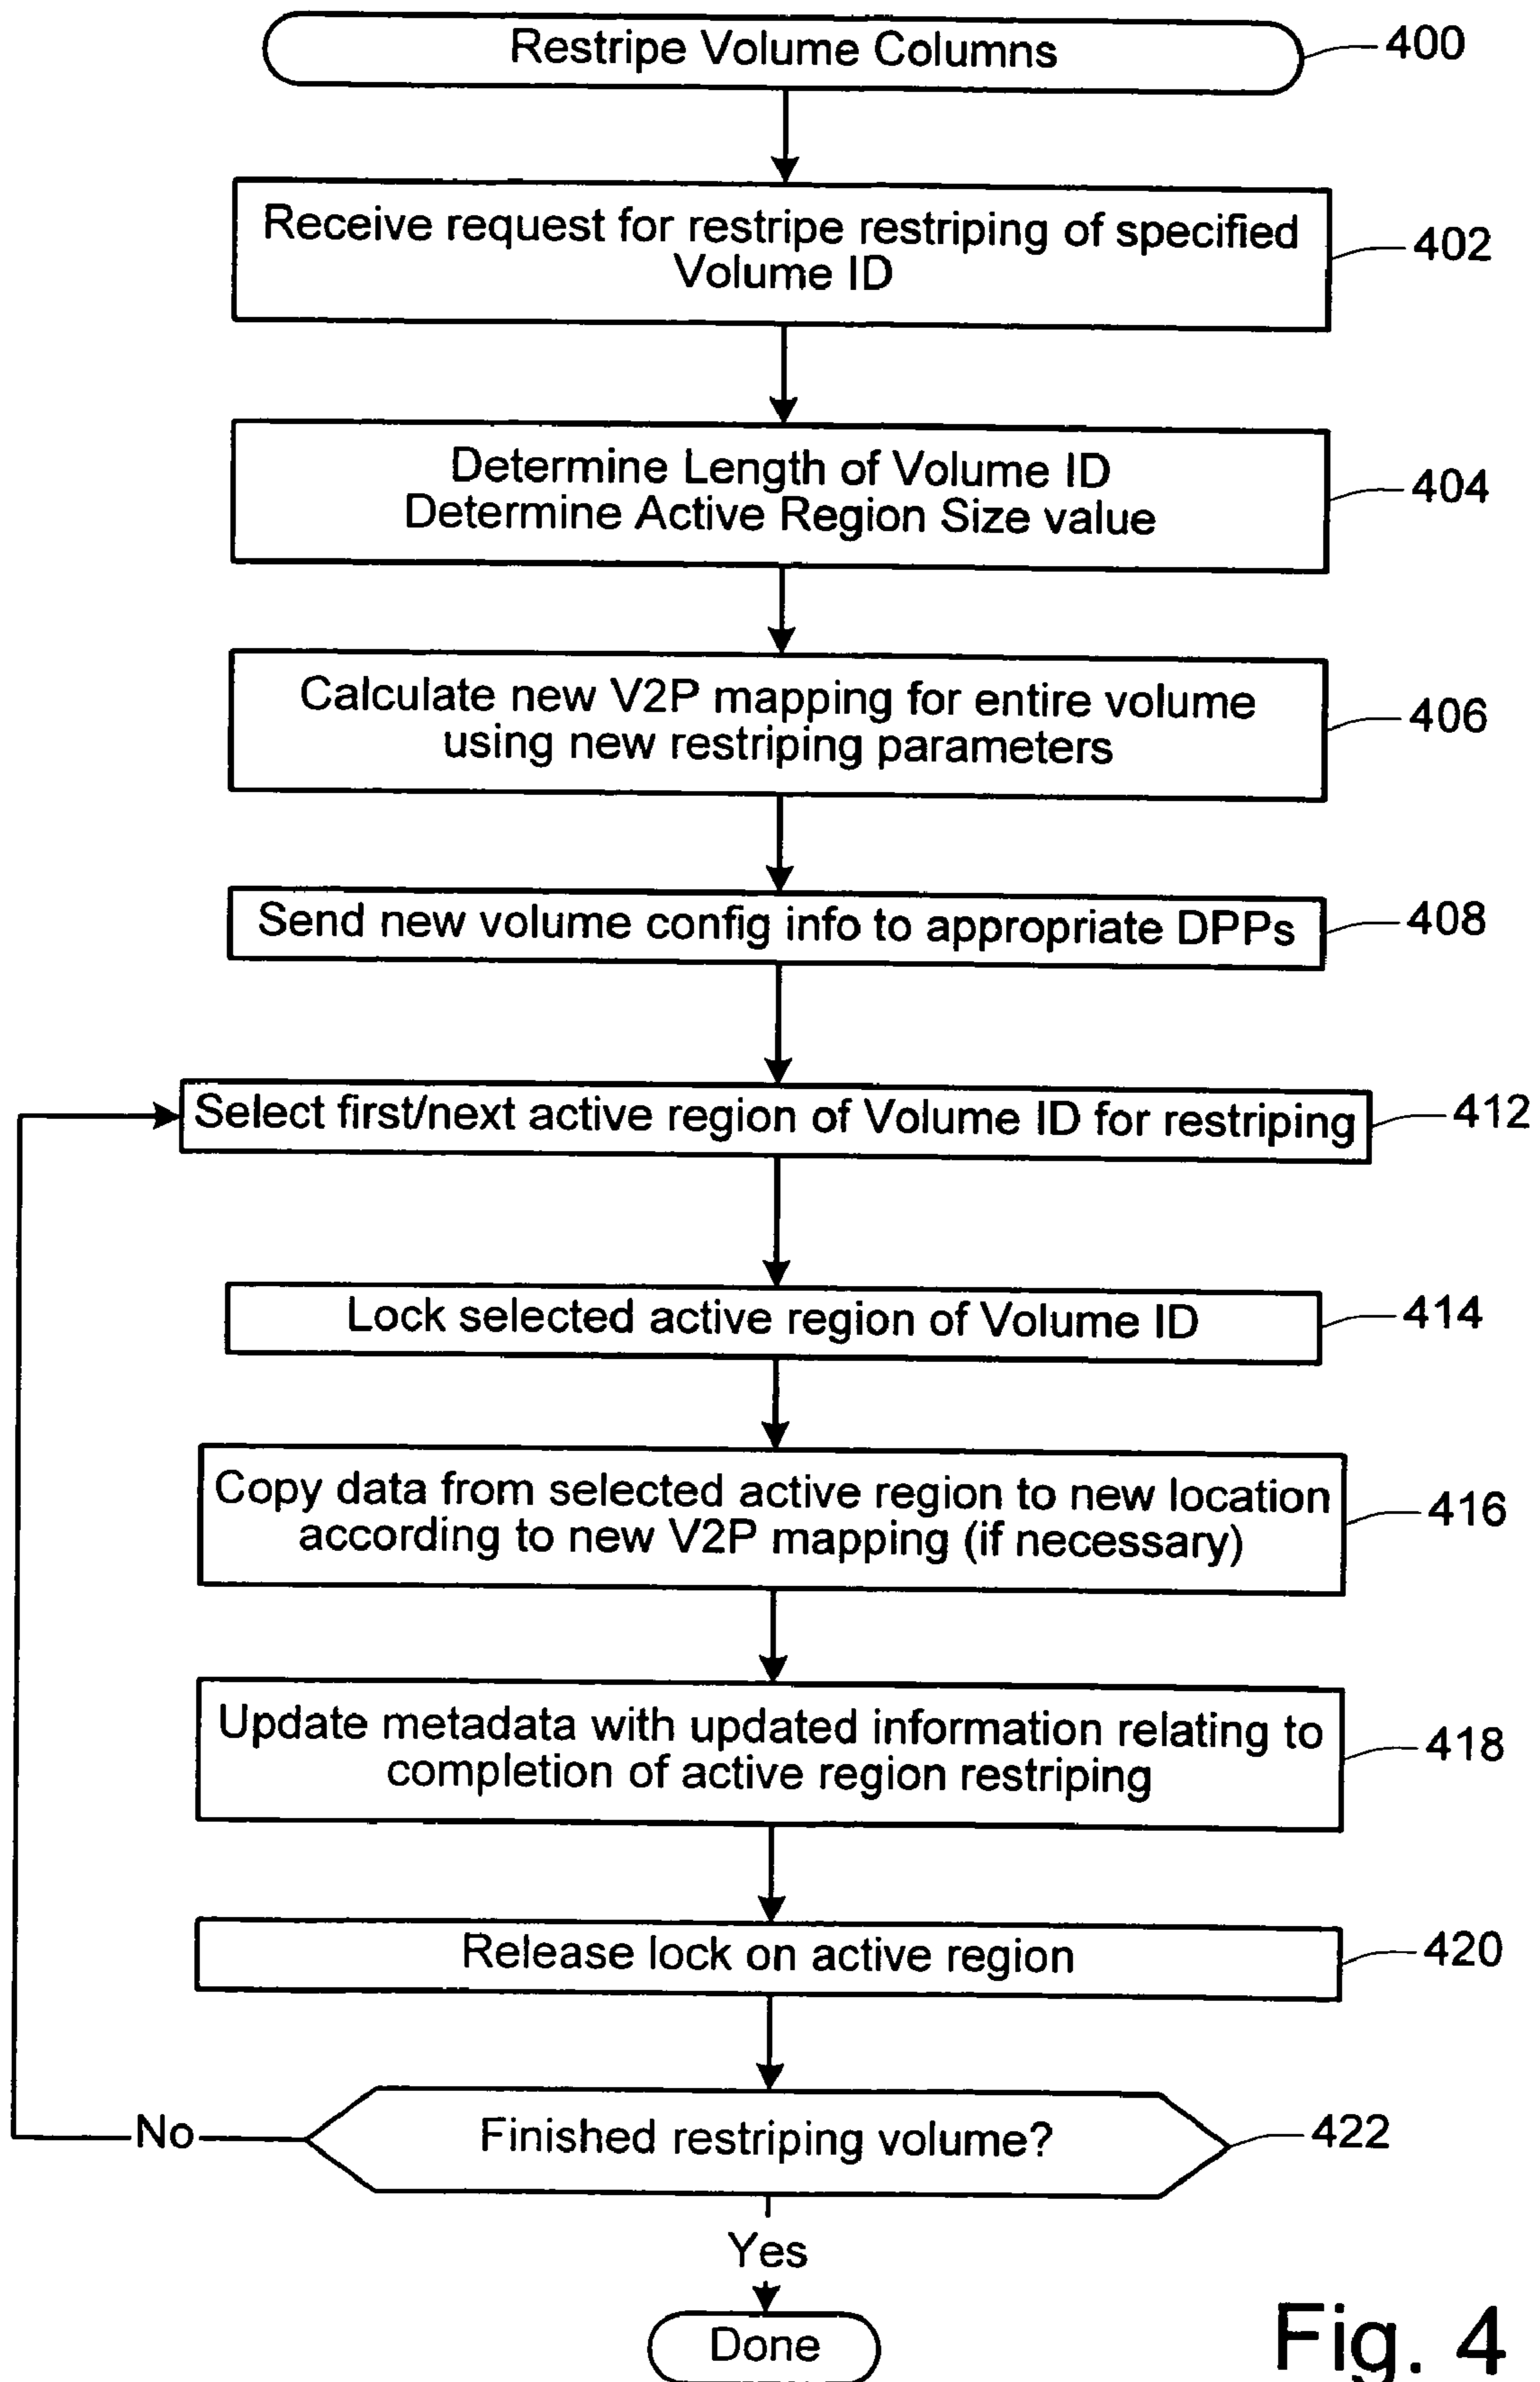 Restripe Volume Columns
400
Receive request for restripe restriping of specified
Volume ID
402
Determine Length of Volume ID
Determine Active Region Size value
404
Calculate new V2P mapping for entire volume
using new restriping parameters
406
Send new volume config info to appropriate DPPs
408
Select first/next active region of Volume ID for restriping
412
Lock selected active region of Volume ID
414
Copy data from selected active region to new location
according to new V2P mapping (if necessary)
416
Update metadata with updated information relating to
completion of active region restriping
418
Release lock on active region
420
Finished restriping volume?
422
No
Yes
Done
Fig. 4